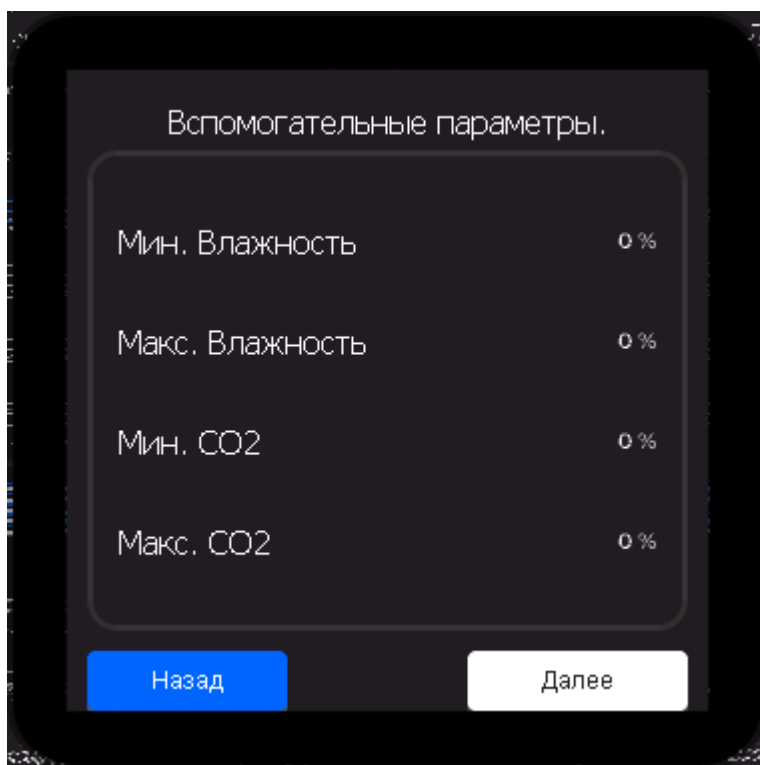 Вспомогательные параметры.
Мин. Влажность 0 %
Макс. Влажность 0 %
Мин. CO2 0 %
Макс. CO2 0 %
Назад Далее